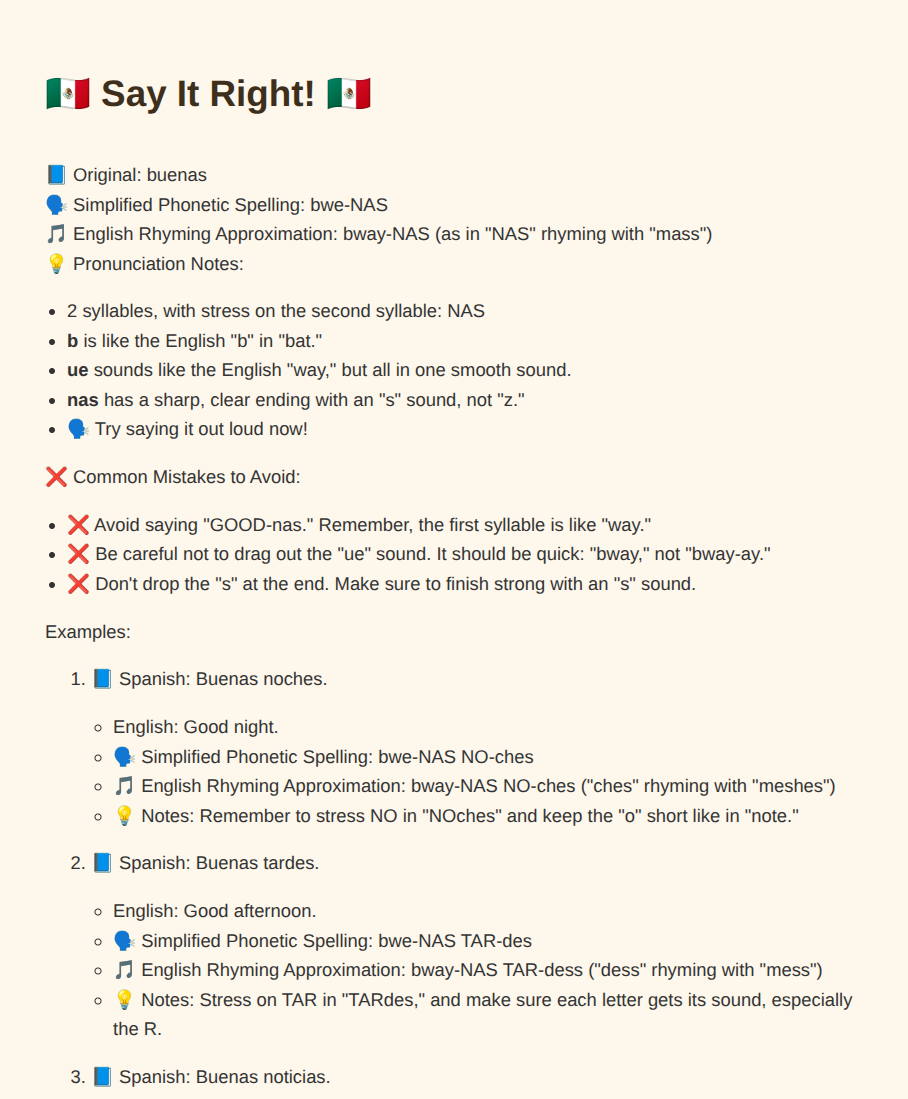 🇲🇽 Say It Right! 🇲🇽
📘 Original: buenas
🗣️ Simplified Phonetic Spelling: bwe-NAS
🎵 English Rhyming Approximation: bway-NAS (as in "NAS" rhyming with "mass")
💡 Pronunciation Notes:
• 2 syllables, with stress on the second syllable: NAS
• b is like the English "b" in "bat."
• ue sounds like the English "way," but all in one smooth sound.
• nas has a sharp, clear ending with an "s" sound, not "z."
• 🗣️ Try saying it out loud now!
❌ Common Mistakes to Avoid:
• ❌ Avoid saying "GOOD-nas." Remember, the first syllable is like "way."
• ❌ Be careful not to drag out the "ue" sound. It should be quick: "bway," not "bway-ay."
• ❌ Don't drop the "s" at the end. Make sure to finish strong with an "s" sound.
Examples:
1. 📘 Spanish: Buenas noches.
◦ English: Good night.
◦ 🗣️ Simplified Phonetic Spelling: bwe-NAS NO-ches
◦ 🎵 English Rhyming Approximation: bway-NAS NO-ches ("ches" rhyming with "meshes")
◦ 💡 Notes: Remember to stress NO in "NOches" and keep the "o" short like in "note."
2. 📘 Spanish: Buenas tardes.
◦ English: Good afternoon.
◦ 🗣️ Simplified Phonetic Spelling: bwe-NAS TAR-des
◦ 🎵 English Rhyming Approximation: bway-NAS TAR-dess ("dess" rhyming with "mess")
◦ 💡 Notes: Stress on TAR in "TARdes," and make sure each letter gets its sound, especially
the R.
3. 📘 Spanish: Buenas noticias.